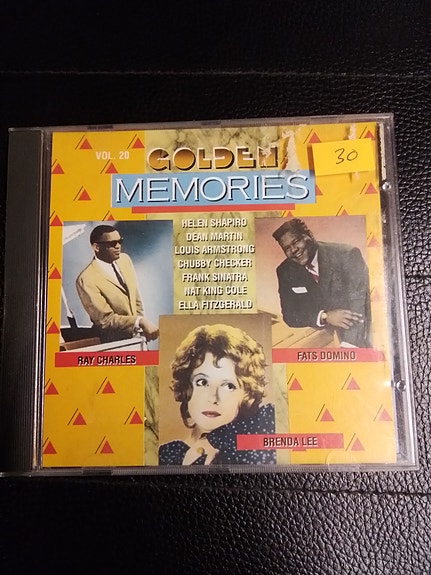 VOL. 20
GOLDEN
30
MEMORIES
HELEN SHAPIRO
DEAN MARTIN
LOUIS ARMSTRONG
CHUBBY CHECKER
FRANK SINATRA
NAT KING COLE
ELLA FITZGERALD
RAY CHARLES
FATS DOMINO
BRENDA LEE